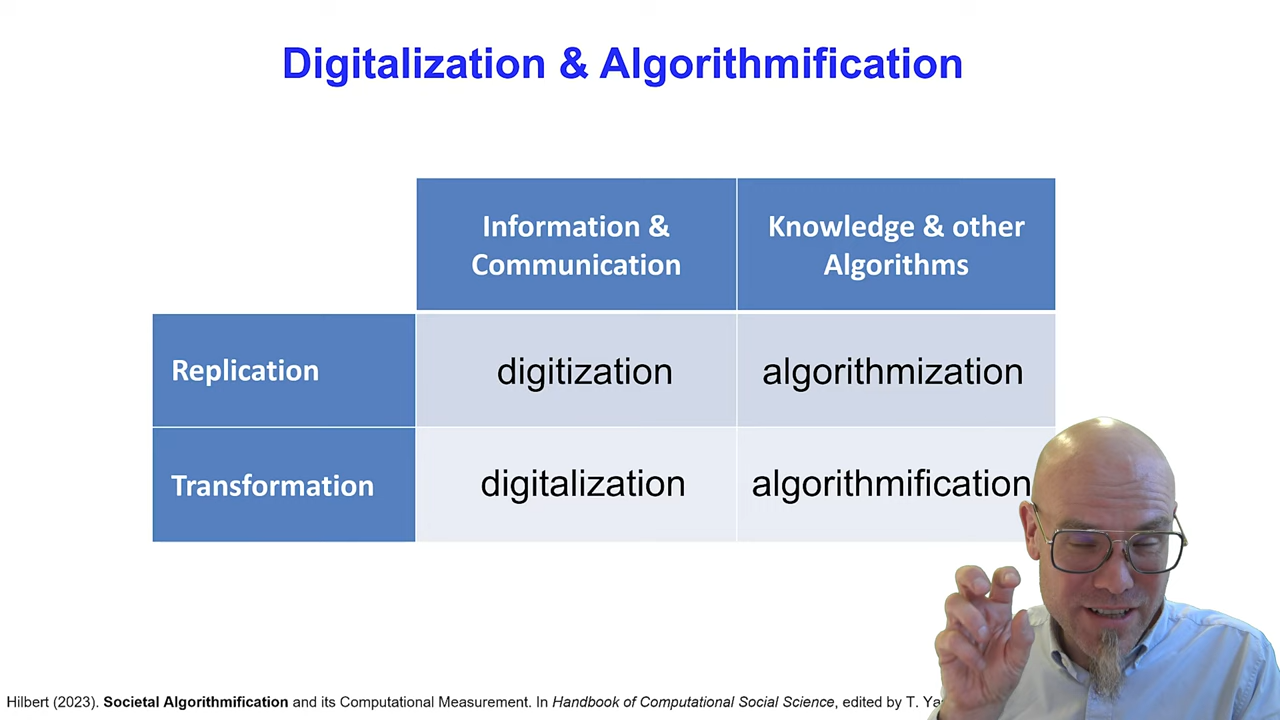 Digitalization & Algorithmification
Information &
Communication
Knowledge & other
Algorithms
Replication
digitization
algorithmization
Transformation
digitalization
algorithmification
Hilbert (2023). Societal Algorithmification and its Computational Measurement. In Handbook of Computational Social Science, edited by T.